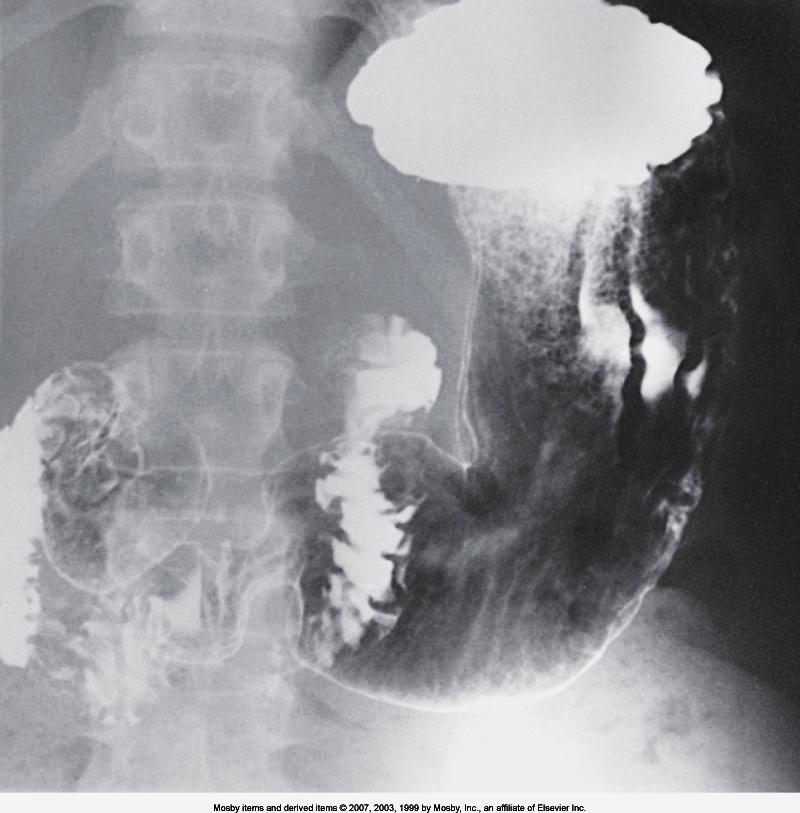 Mosby items and derived items © 2007, 2003, 1999 by Mosby, Inc., an affiliate of Elsevier Inc.